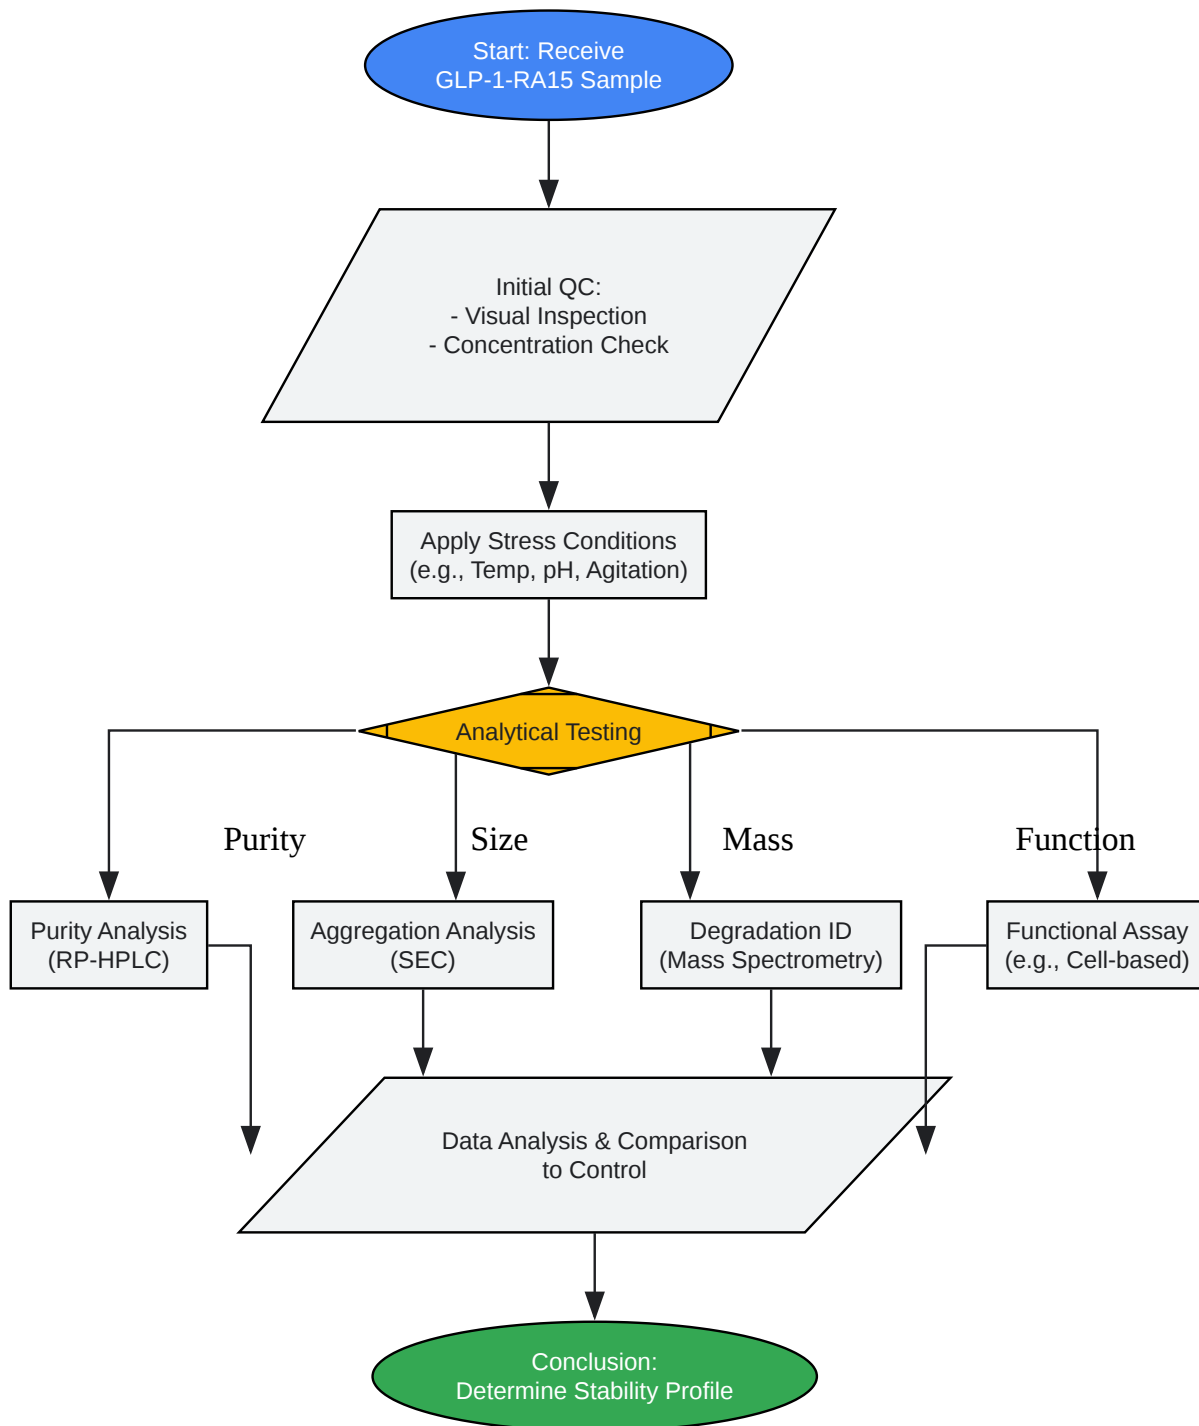 Start: Receive
GLP-1-RA15 Sample
Initial QC:
- Visual Inspection
- Concentration Check
Apply Stress Conditions
(e.g., Temp, pH, Agitation)
Analytical Testing
Purity
Size
Mass
Function
Purity Analysis
(RP-HPLC)
Aggregation Analysis
(SEC)
Degradation ID
(Mass Spectrometry)
Functional Assay
(e.g., Cell-based)
Data Analysis & Comparison
to Control
Conclusion:
Determine Stability Profile